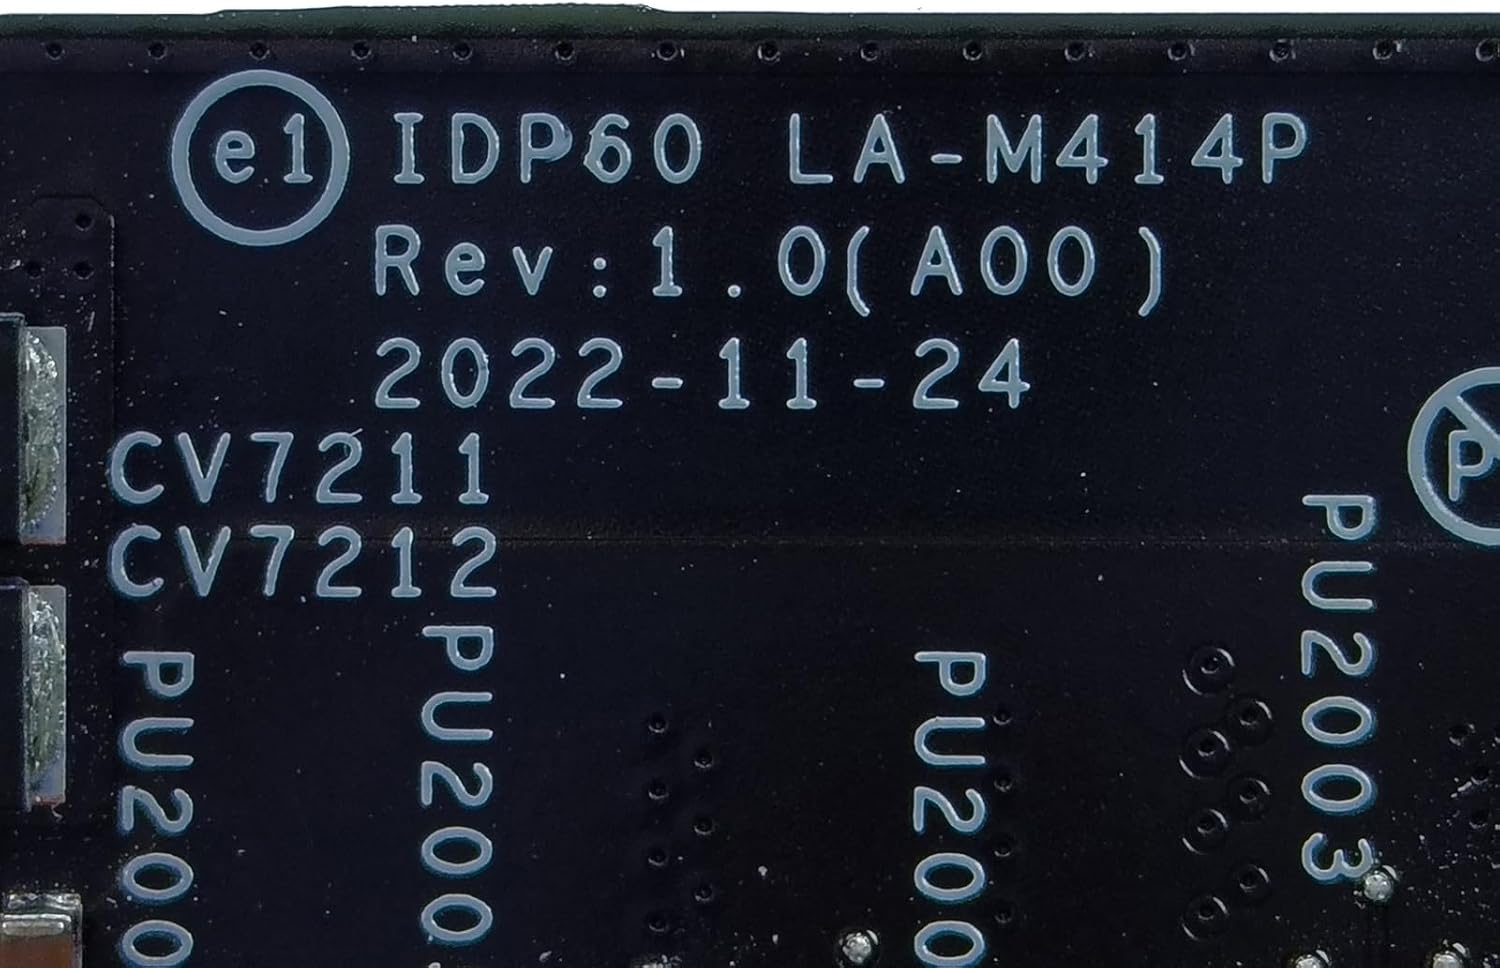 e1 IDP60 LA-M414P
Rev:1.0(A00)
2022-11-24
CV7211
CV7212
PU200
PU200
PU200
PU2003
P